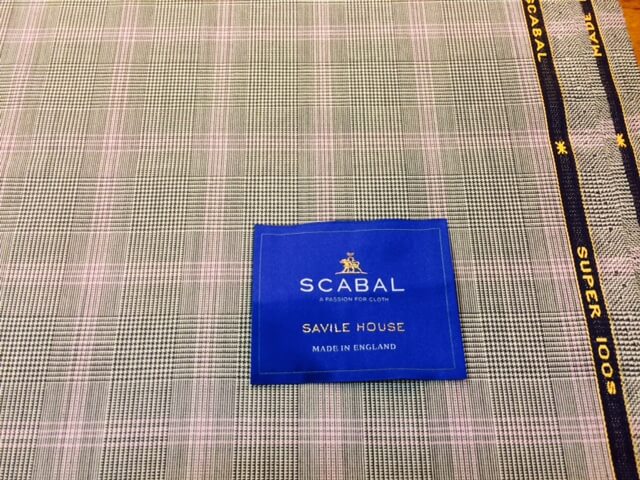 SCABAL
A PASSION FOR CLOTH
SAVILE HOUSE
MADE IN ENGLAND
SCABAL * SUPER 100s
MADE *